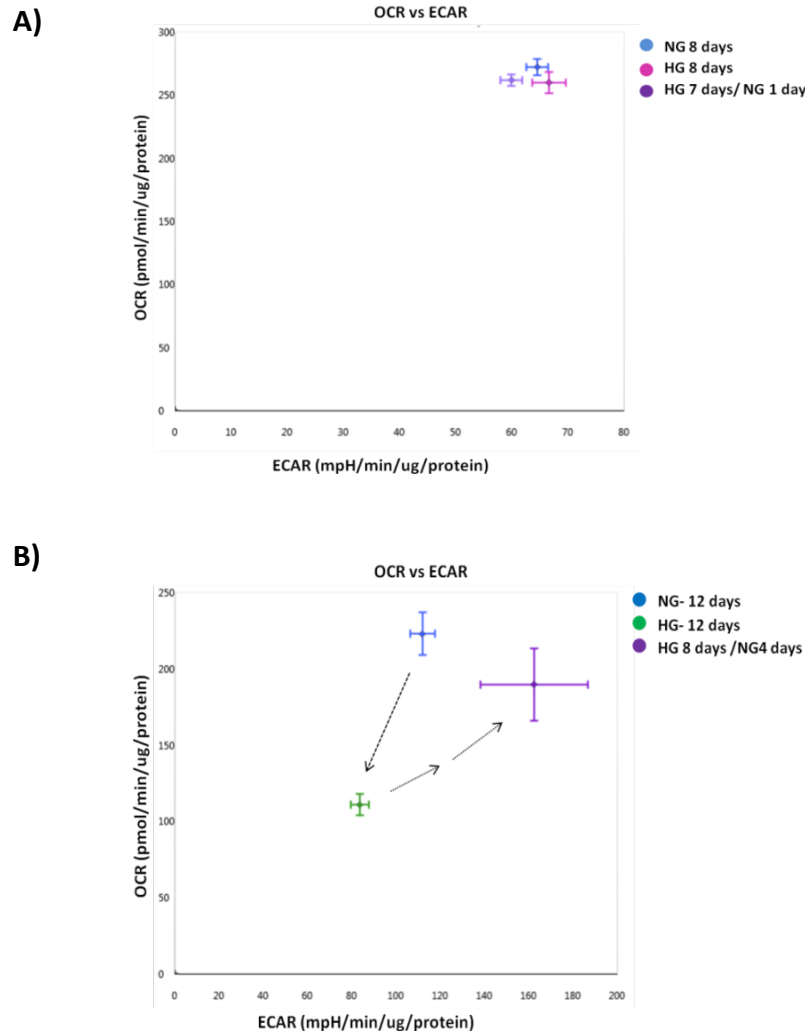 A)
OCR vs ECAR
300
250
200
150
100
50
0
0 10 20 30 40 50 60 70 80
OCR (pmol/min/ug/protein)
ECAR (mpH/min/ug/protein)
NG 8 days
HG 8 days
HG 7 days/ NG 1 day
B)
OCR vs ECAR
250
200
150
100
50
0
0 20 40 60 80 100 120 140 160 180 200
OCR (pmol/min/ug/protein)
ECAR (mpH/min/ug/protein)
NG- 12 days
HG- 12 days
HG 8 days /NG4 days